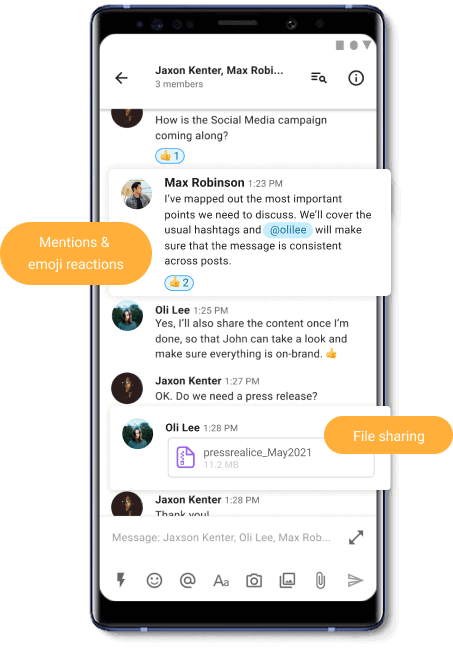 Jaxon Kenter, Max Robi...
3 members
How is the Social Media campaign
coming along?
👍 1
Max Robinson 1:23 PM
I've mapped out the most important
points we need to discuss. We'll cover the
usual hashtags and @olilee will make
sure that the message is consistent
across posts.
👍 2
Mentions &
emoji reactions
Oli Lee 1:25 PM
Yes, I'll also share the content once I'm
done, so that John can take a look and
make sure everything is on-brand. 👍
Jaxon Kenter 1:27 PM
OK. Do we need a press release?
Oli Lee 1:28 PM
File sharing
pressrealice_May2021
11.2 MB
Jaxon Kenter 1:28 PM
Thank you!
Message: Jaxson Kenter, Oli Lee, Max Rob...
Aa